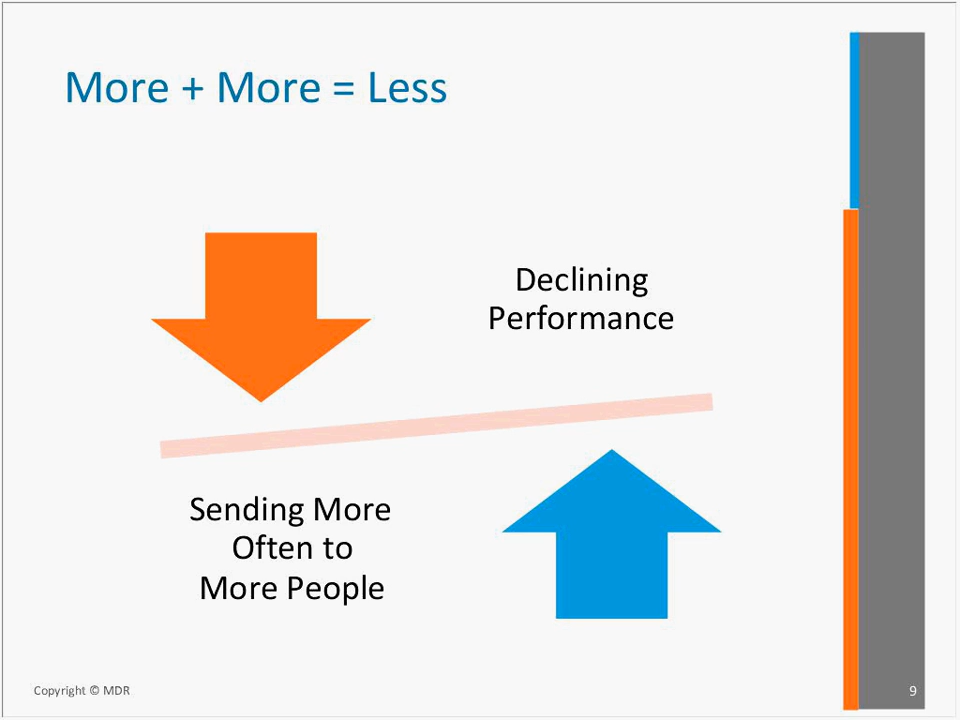 More + More = Less
Declining
Performance
Sending More
Often to
More People
Copyright © MDR
9